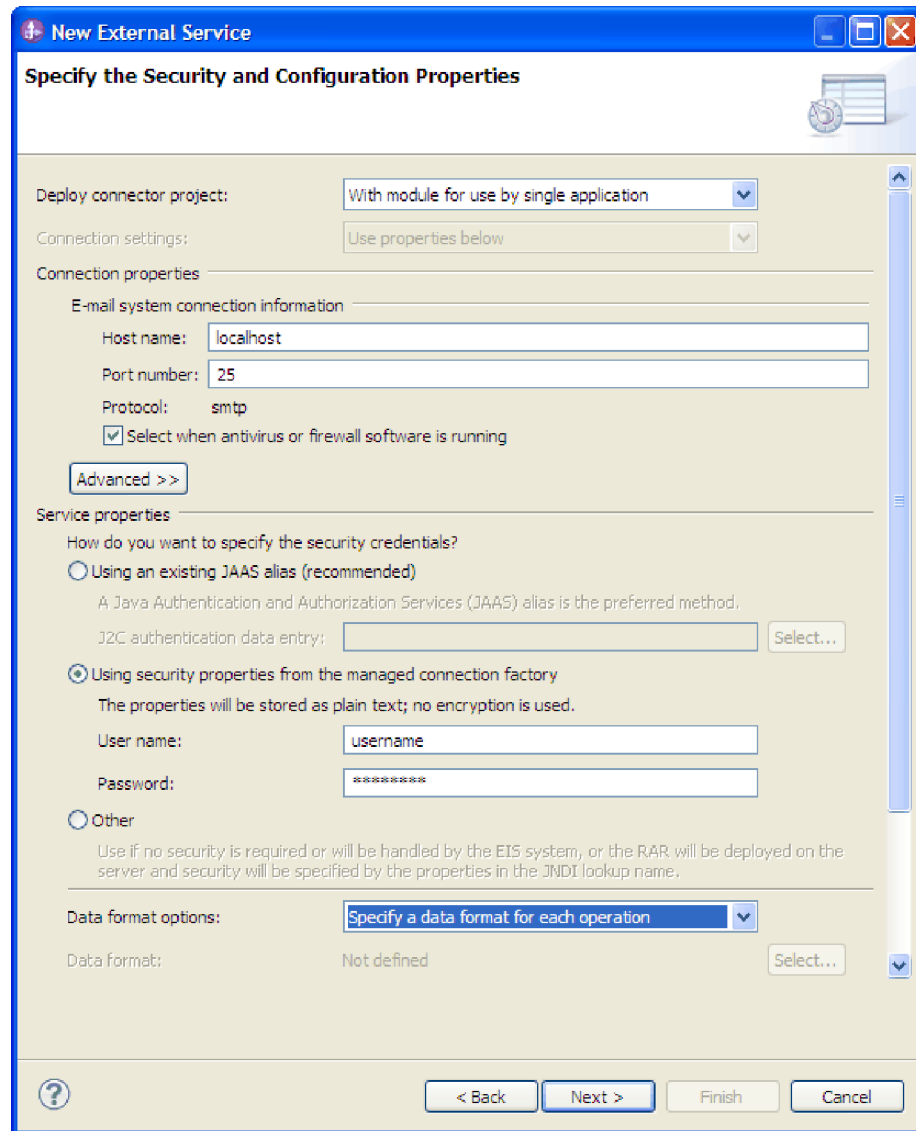 New External Service
Specify the Security and Configuration Properties
Deploy connector project: With module for use by single application
Connection settings: Use properties below
Connection properties
E-mail system connection information
Host name: localhost
Port number: 25
Protocol: smtp
Select when antivirus or firewall software is running
Advanced >>
Service properties
How do you want to specify the security credentials?
Using an existing JAAS alias (recommended)
A Java Authentication and Authorization Services (JAAS) alias is the preferred method.
J2C authentication data entry: Select...
Using security properties from the managed connection factory
The properties will be stored as plain text; no encryption is used.
User name: username
Password: ********
Other
Use if no security is required or will be handled by the EIS system, or the RAR will be deployed on the
server and security will be specified by the properties in the JNDI lookup name.
Data format options: Specify a data format for each operation
Data format: Not defined Select...
? < Back Next > Finish Cancel